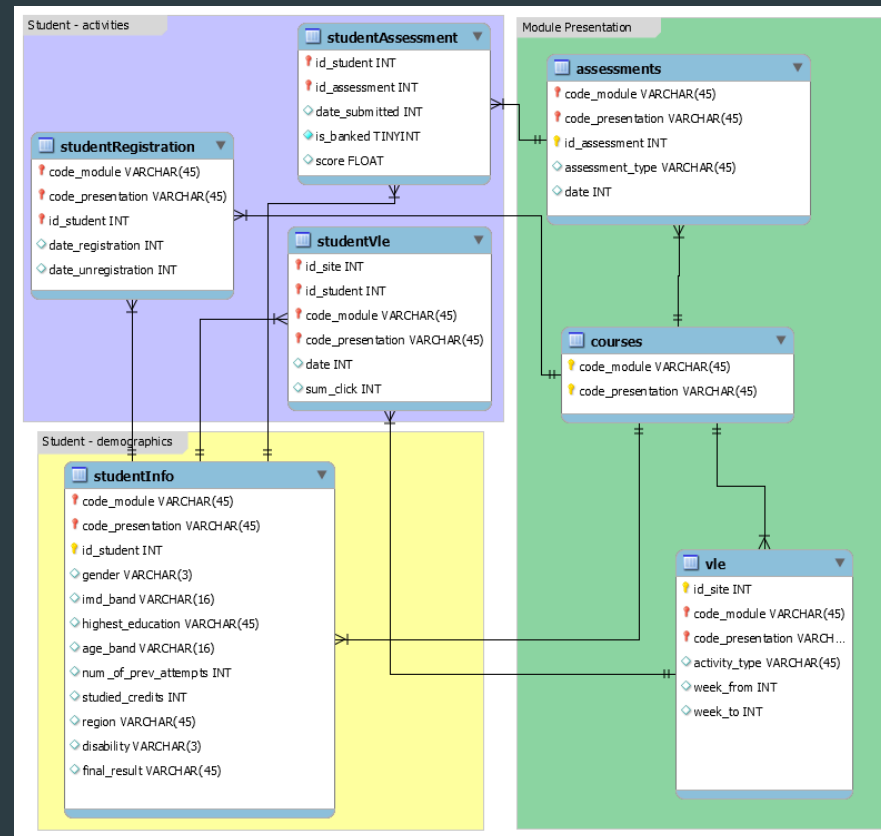 Student - activities
studentAssessment
id_student INT
id_assessment INT
date_submitted INT
is_banked TINYINT
score FLOAT
studentRegistration
code_module VARCHAR(45)
code_presentation VARCHAR(45)
id_student INT
date_registration INT
date_unregistration INT
studentVle
id_site INT
id_student INT
code_module VARCHAR(45)
code_presentation VARCHAR(45)
date INT
sum_click INT
Student - demographics
studentInfo
code_module VARCHAR(45)
code_presentation VARCHAR(45)
id_student INT
gender VARCHAR(3)
imd_band VARCHAR(16)
highest_education VARCHAR(45)
age_band VARCHAR(16)
num_of_prev_attempts INT
studied_credits INT
region VARCHAR(45)
disability VARCHAR(3)
final_result VARCHAR(45)
Module Presentation
assessments
code_module VARCHAR(45)
code_presentation VARCHAR(45)
id_assessment INT
assessment_type VARCHAR(45)
date INT
courses
code_module VARCHAR(45)
code_presentation VARCHAR(45)
vle
id_site INT
code_module VARCHAR(45)
code_presentation VARCH...
activity_type VARCHAR(45)
week_from INT
week_to INT